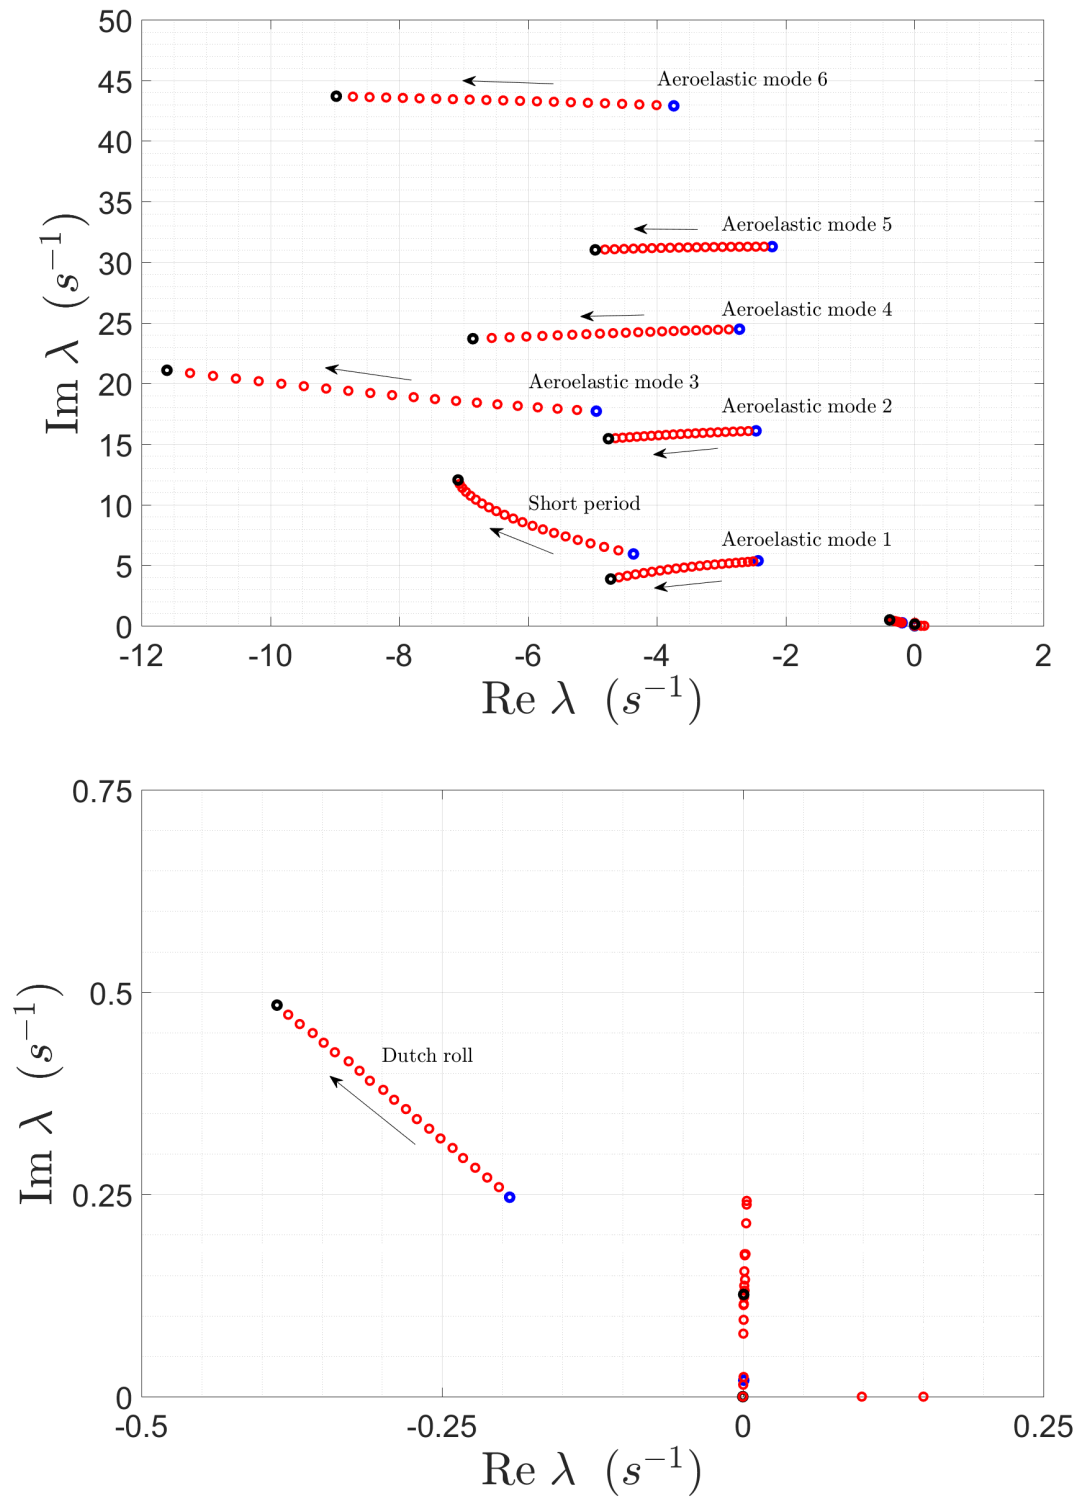 50
45
40
35
30
25
20
15
10
5
0
Im λ (s⁻¹)
Aeroelastic mode 6
Aeroelastic mode 5
Aeroelastic mode 4
Aeroelastic mode 3
Aeroelastic mode 2
Short period
Aeroelastic mode 1
-12 -10 -8 -6 -4 -2 0 2
Re λ (s⁻¹)
0.75
0.5
0.25
0
Im λ (s⁻¹)
Dutch roll
-0.5 -0.25 0 0.25
Re λ (s⁻¹)